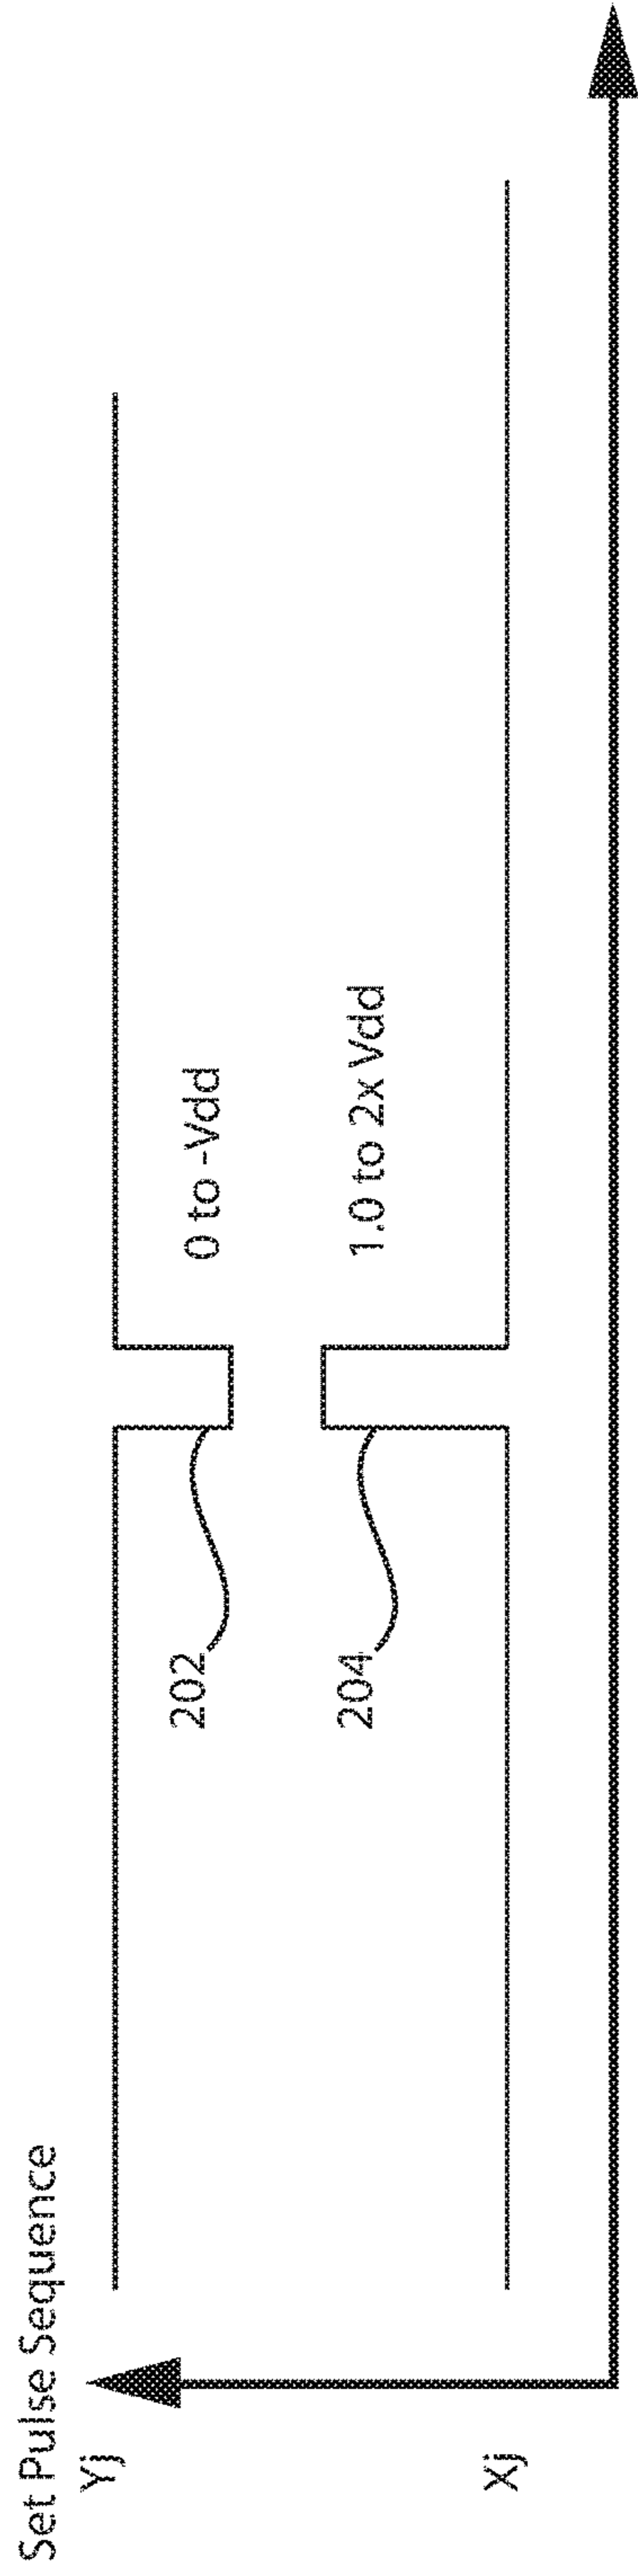 Set Pulse Sequence
Yj
202
0 to -Vdd
204
1.0 to 2x Vdd
Xj